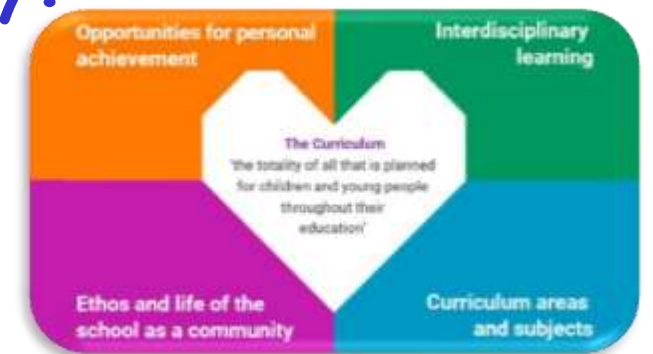 Opportunities for personal
achievement
Interdisciplinary
learning
The Curriculum
'the totality of all that is planned
for children and young people
throughout their
education'
Ethos and life of the
school as a community
Curriculum areas
and subjects